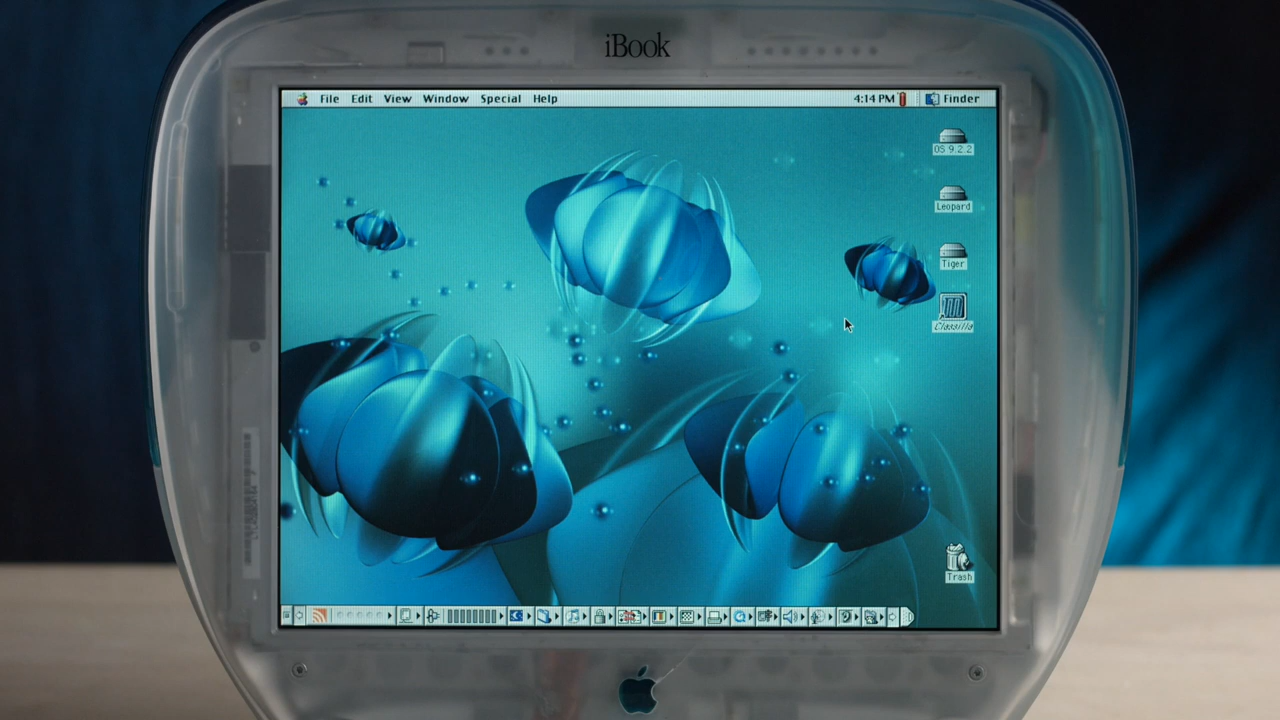 iBook
File Edit View Window Special Help 4:14 PM Finder
OS 9.2.2
Leopard
Tiger
Classilla
Trash